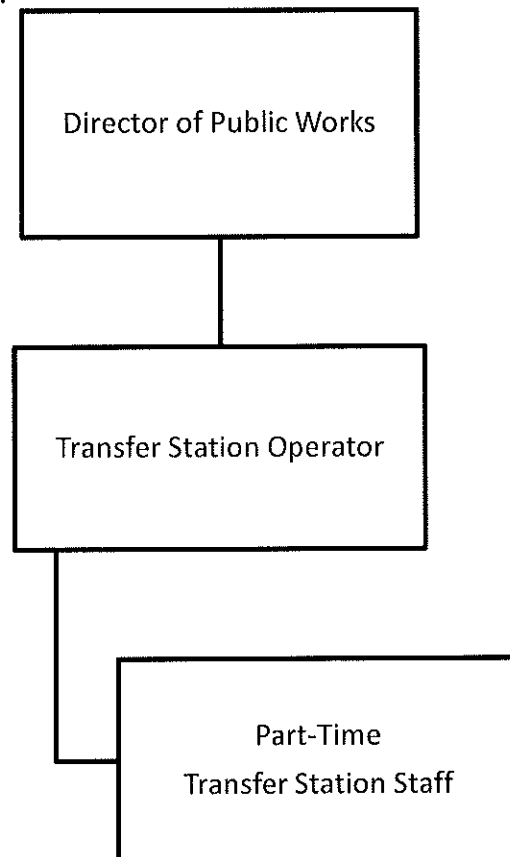 Director of Public Works
Transfer Station Operator
Part-Time
Transfer Station Staff